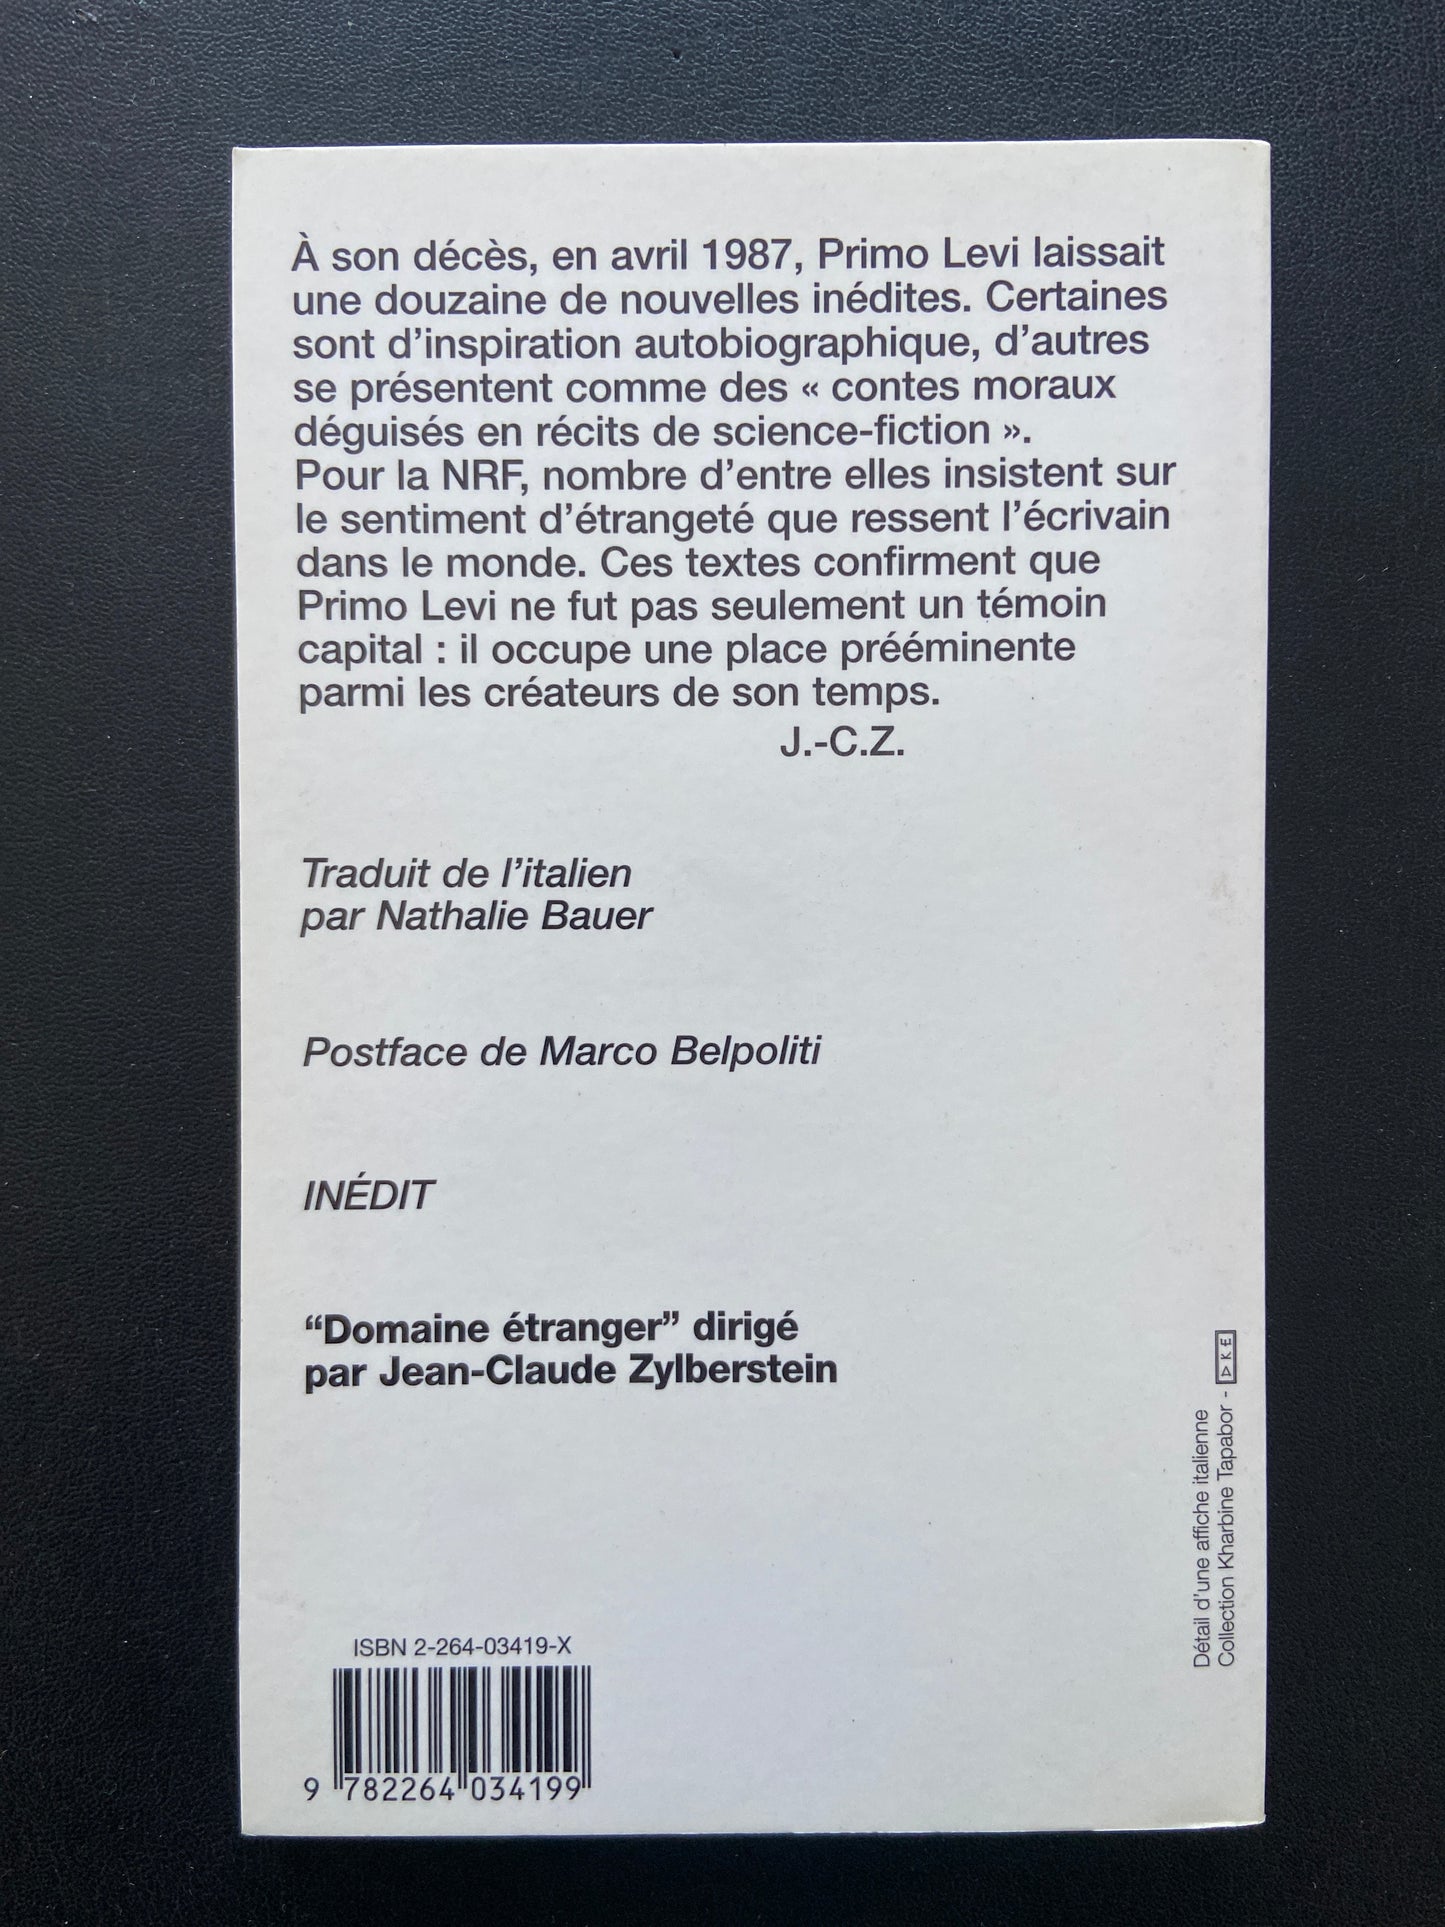 À son décès, en avril 1987, Primo Levi laissait
une douzaine de nouvelles inédites. Certaines
sont d’inspiration autobiographique, d’autres
se présentent comme des « contes moraux
déguisés en récits de science-fiction ».
Pour la NRF, nombre d’entre elles insistent sur
le sentiment d’étrangeté que ressent l’écrivain
dans le monde. Ces textes confirment que
Primo Levi ne fut pas seulement un témoin
capital : il occupe une place prééminente
parmi les créateurs de son temps.
J.-C.Z.
Traduit de l’italien
par Nathalie Bauer
Postface de Marco Belpoliti
INÉDIT
“Domaine étranger” dirigé
par Jean-Claude Zylberstein
Détail d’une affiche italienne
Collection Kharbine Tapabor -
ISBN 2-264-03419-X
9 782264 034199